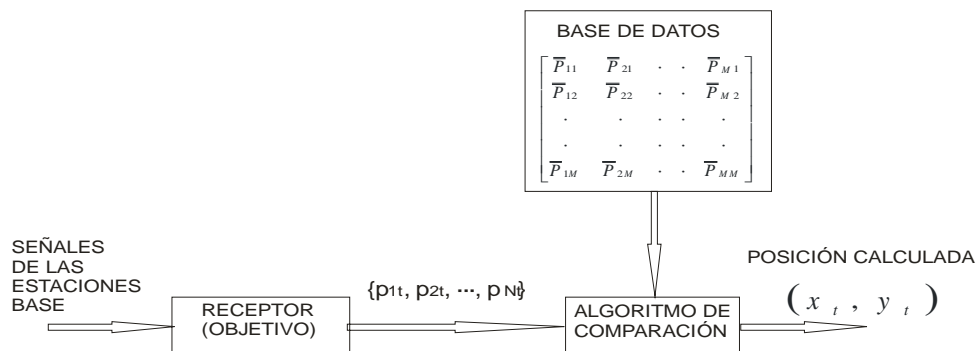 BASE DE DATOS
P̅11 P̅21 . . P̅M1
P̅12 P̅22 . . P̅M2
. . . . .
. . . . .
P̅1M P̅2M . . P̅MM
SEÑALES
DE LAS
ESTACIONES
BASE
RECEPTOR
(OBJETIVO)
{p1t, p2t, ..., pNt}
ALGORITMO DE
COMPARACIÓN
POSICIÓN CALCULADA
(xt, yt)